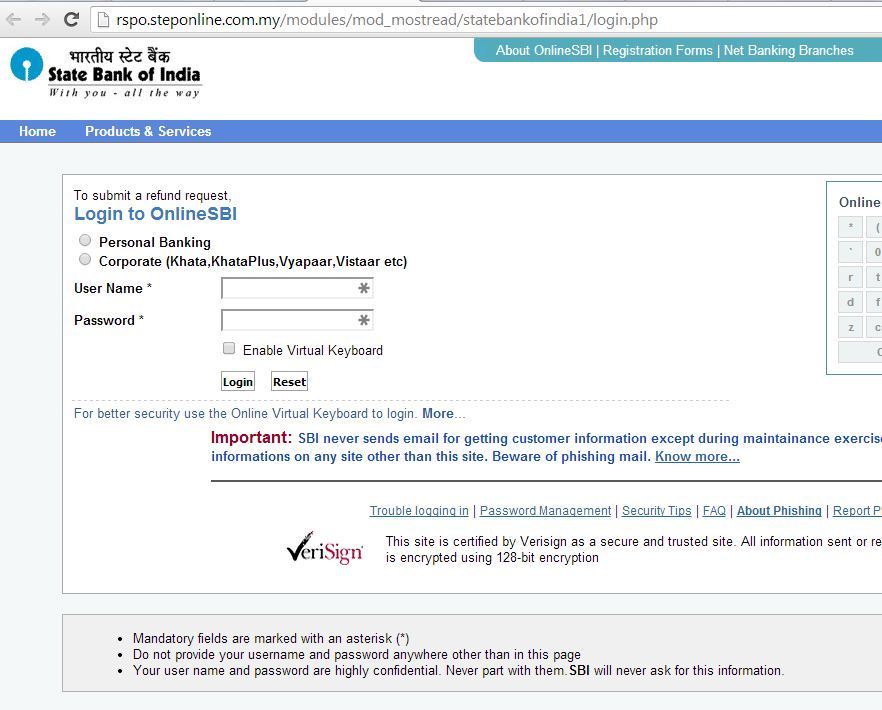 rspo.steponline.com.my/modules/mod_mostread/statebankofindia1/login.php
भारतीय स्टेट बैंक
State Bank of India
With you - all the way
About OnlineSBI | Registration Forms | Net Banking Branches
Home Products & Services
To submit a refund request,
Login to OnlineSBI
Personal Banking
Corporate (Khata,KhataPlus,Vyapaar,Vistaar etc)
User Name *
Password *
Enable Virtual Keyboard
Login Reset
Online
* (
` 0
r t
d f
z c
C
For better security use the Online Virtual Keyboard to login. More...
Important: SBI never sends email for getting customer information except during maintainance exercis
informations on any site other than this site. Beware of phishing mail. Know more...
Trouble logging in | Password Management | Security Tips | FAQ | About Phishing | Report P
VeriSign
This site is certified by Verisign as a secure and trusted site. All information sent or re
is encrypted using 128-bit encryption
• Mandatory fields are marked with an asterisk (*)
• Do not provide your username and password anywhere other than in this page
• Your user name and password are highly confidential. Never part with them.SBI will never ask for this information.